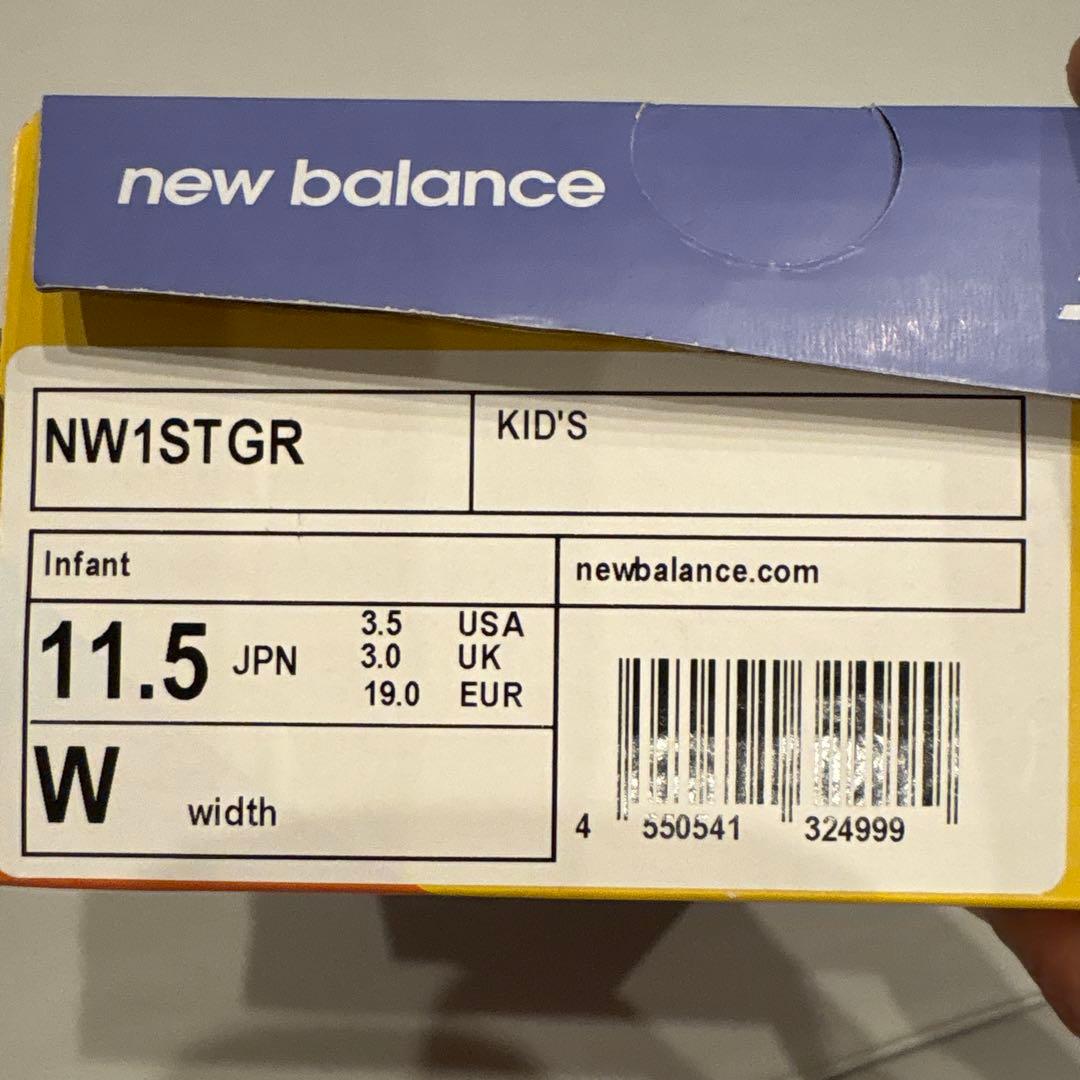 new balance
NW1STGR
KID'S
Infant
newbalance.com
11.5 JPN
3.5 USA
3.0 UK
19.0 EUR
W width
4 550541 324999